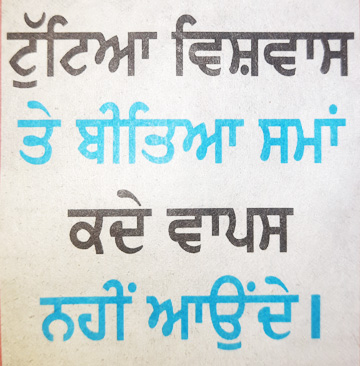 ਟੁੱਟਿਆ ਵਿਸ਼ਵਾਸ
ਤੇ ਬੀਤਿਆ ਸਮਾਂ
ਕਦੇ ਵਾਪਸ
ਨਹੀਂ ਆਉਂਦੇ।